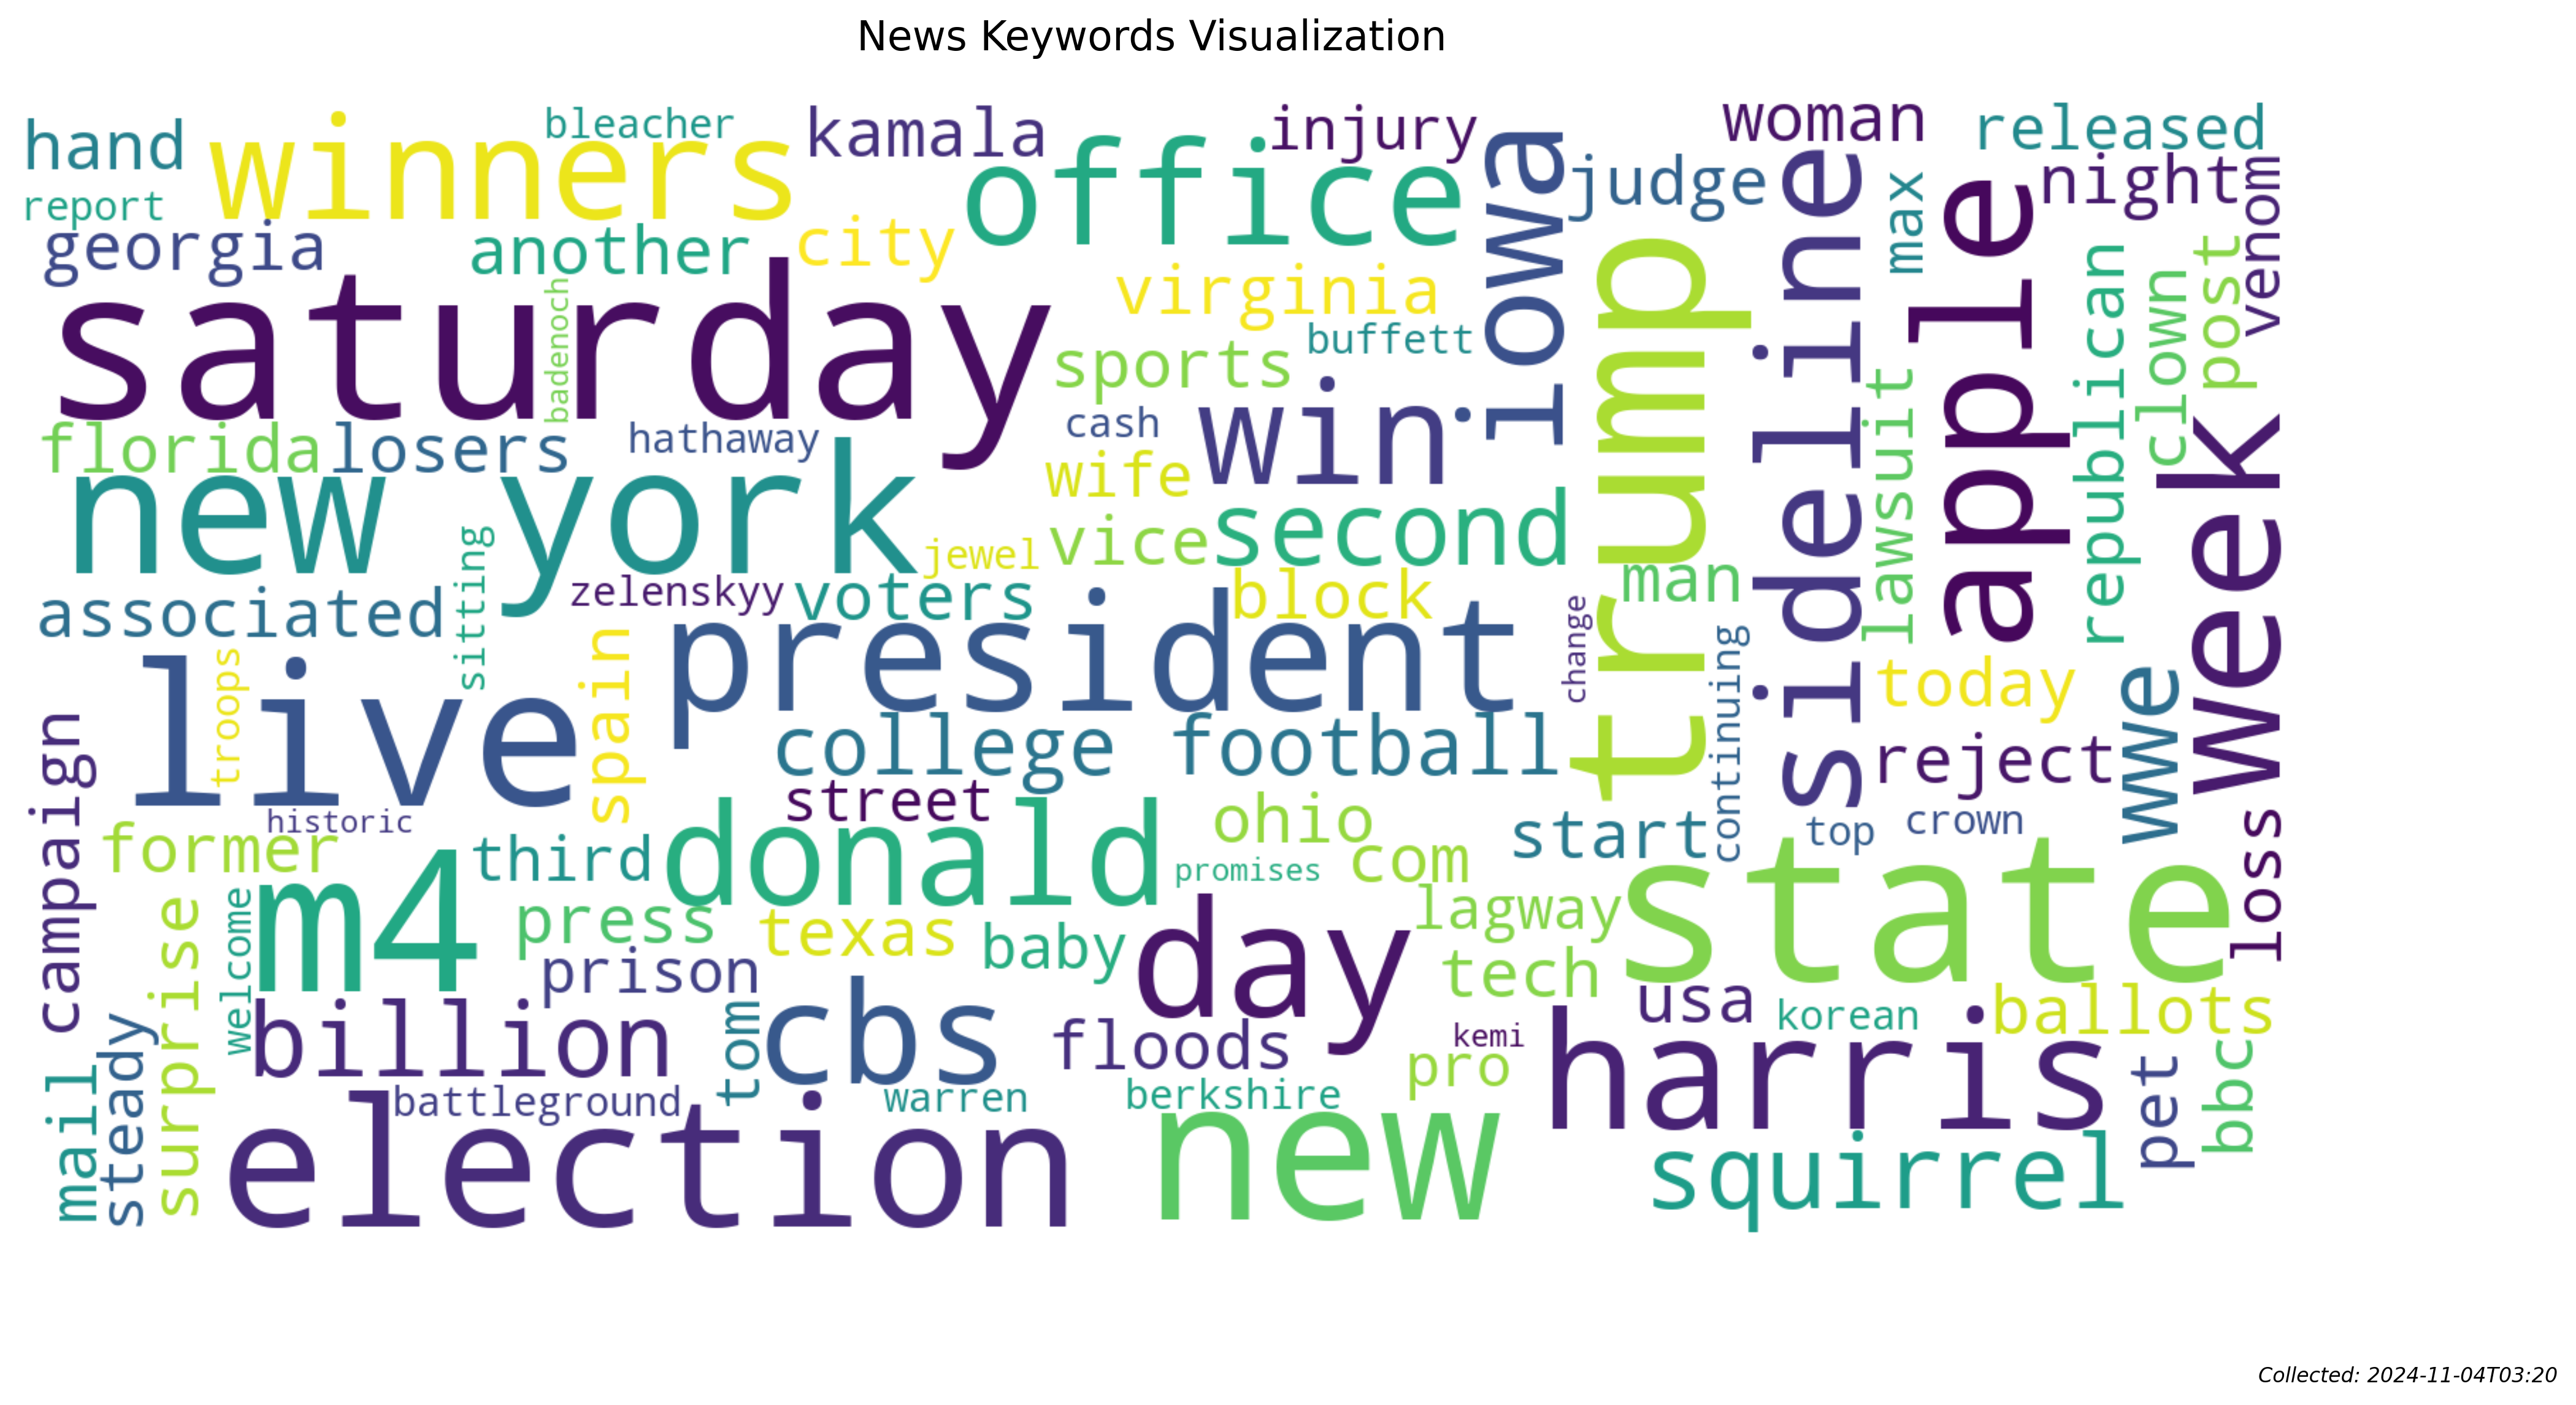 News Keywords Visualization
hand
winners
bleacher
kamala
office
injury
iowa
judge
woman
sideline
max
apple
released
night
venom
report
georgia
another
city
virginia
trump
republican
clown
post
saturday
badenoch
sports
buffett
win
lawsuit
week
florida
losers
hathaway
cash
wife
new york
jewel
vice
second
man
associated
sitting
zelenskyy
voters
block
president
change
continuing
today
wwe
live
troops
spain
college football
reject
campaign
historic
street
donald
ohio
start
top
crown
loss
former
third
promises
com
state
m4
welcome
surprise
press
texas
baby
day
lagway
tech
prison
billion
tom
cbs
floods
kemi
pro
usa
korean
ballots
harris
mail
steady
battleground
warren
berkshire
pet
bbc
election
new
squirrel
Collected: 2024-11-04T03:20